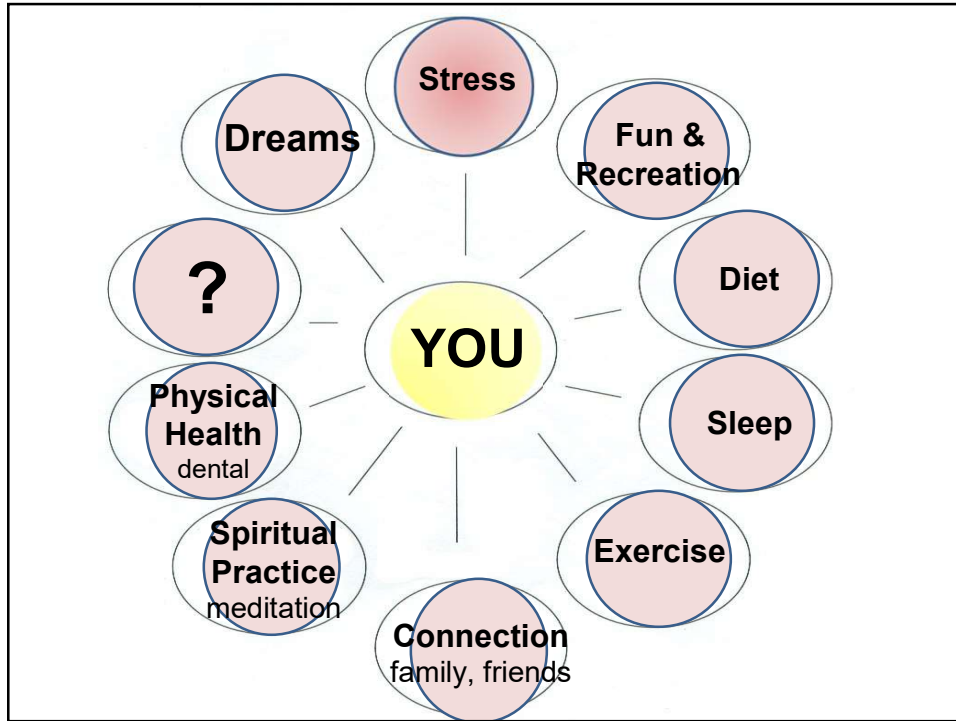 Stress
Fun &
Recreation
Diet
Sleep
Exercise
Connection
family, friends
Spiritual
Practice
meditation
Physical
Health
dental
?
Dreams
YOU